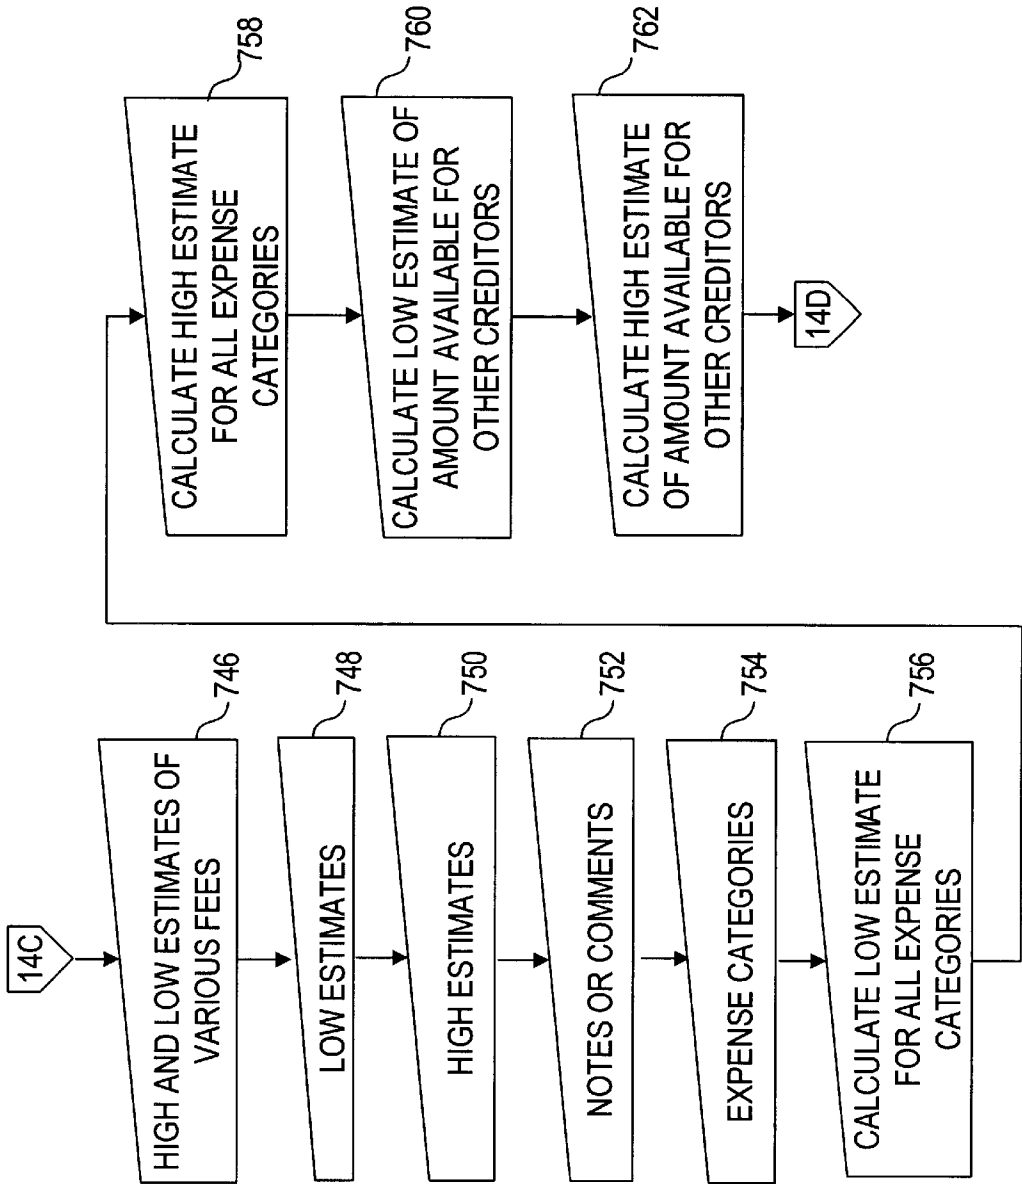 14C
HIGH AND LOW ESTIMATES OF
VARIOUS FEES
746
LOW ESTIMATES
748
HIGH ESTIMATES
750
NOTES OR COMMENTS
752
EXPENSE CATEGORIES
754
CALCULATE LOW ESTIMATE
FOR ALL EXPENSE
CATEGORIES
756
CALCULATE HIGH ESTIMATE
FOR ALL EXPENSE
CATEGORIES
758
CALCULATE LOW ESTIMATE OF
AMOUNT AVAILABLE FOR
OTHER CREDITORS
760
CALCULATE HIGH ESTIMATE
OF AMOUNT AVAILABLE FOR
OTHER CREDITORS
762
14D